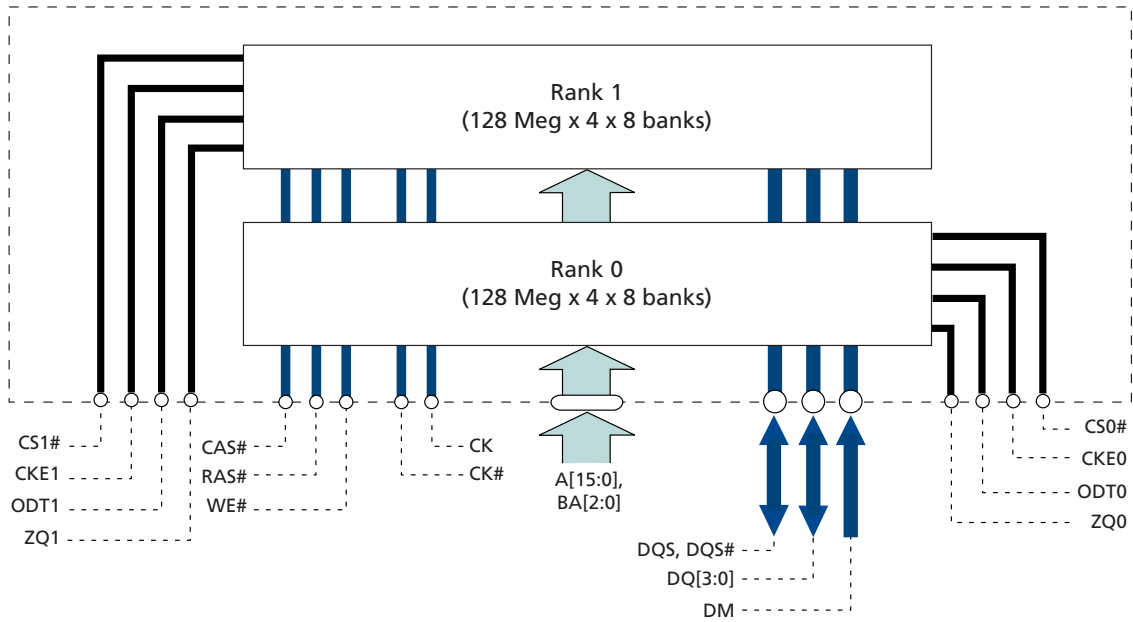 Rank 1
(128 Meg x 4 x 8 banks)
Rank 0
(128 Meg x 4 x 8 banks)
CS1#
CKE1
ODT1
ZQ1
CAS#
RAS#
WE#
CK
CK#
A[15:0],
BA[2:0]
DQS, DQS#
DQ[3:0]
DM
CS0#
CKE0
ODT0
ZQ0